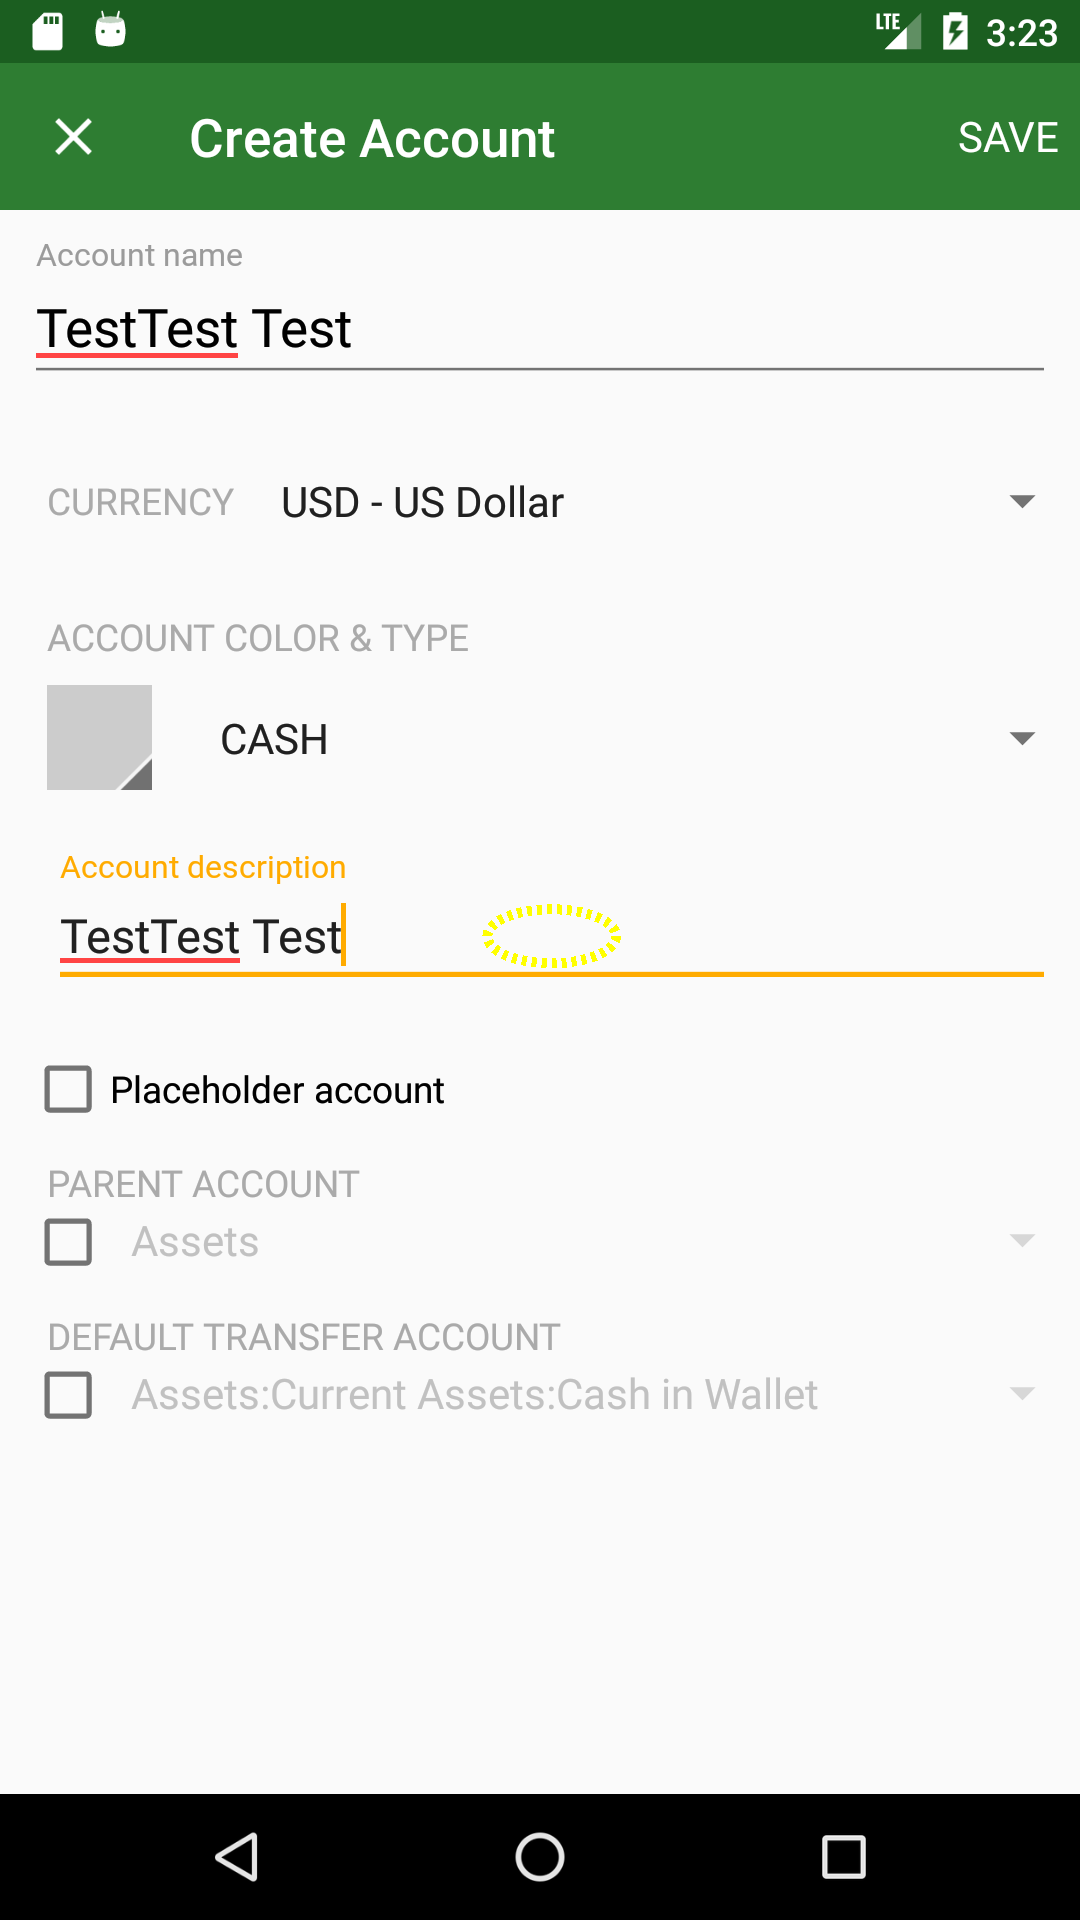 LTE 3:23
Create Account SAVE
Account name
TestTest Test
CURRENCY USD - US Dollar
ACCOUNT COLOR & TYPE
CASH
Account description
TestTest Test
Placeholder account
PARENT ACCOUNT
Assets
DEFAULT TRANSFER ACCOUNT
Assets:Current Assets:Cash in Wallet